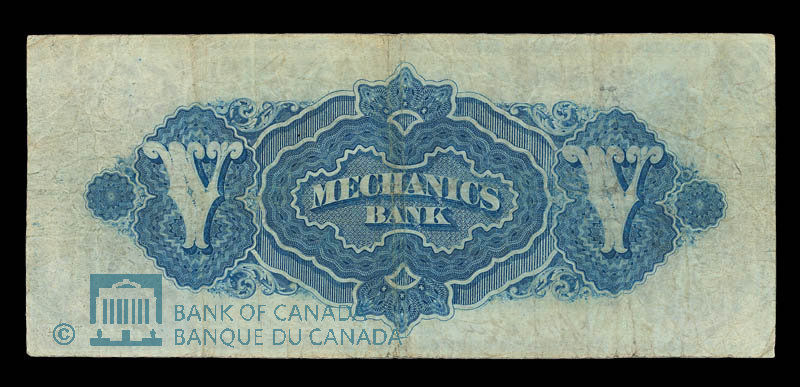 V
MECHANICS
BANK
V
© BANK OF CANADA
BANQUE DU CANADA